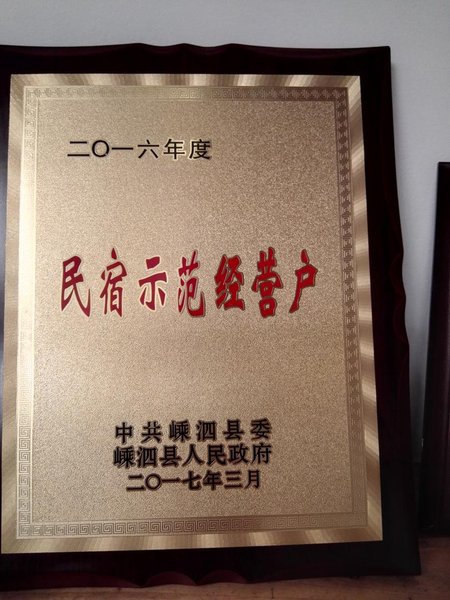 二〇一六年度
民宿示范经营户
中共嵊泗县委
嵊泗县人民政府
二〇一七年三月